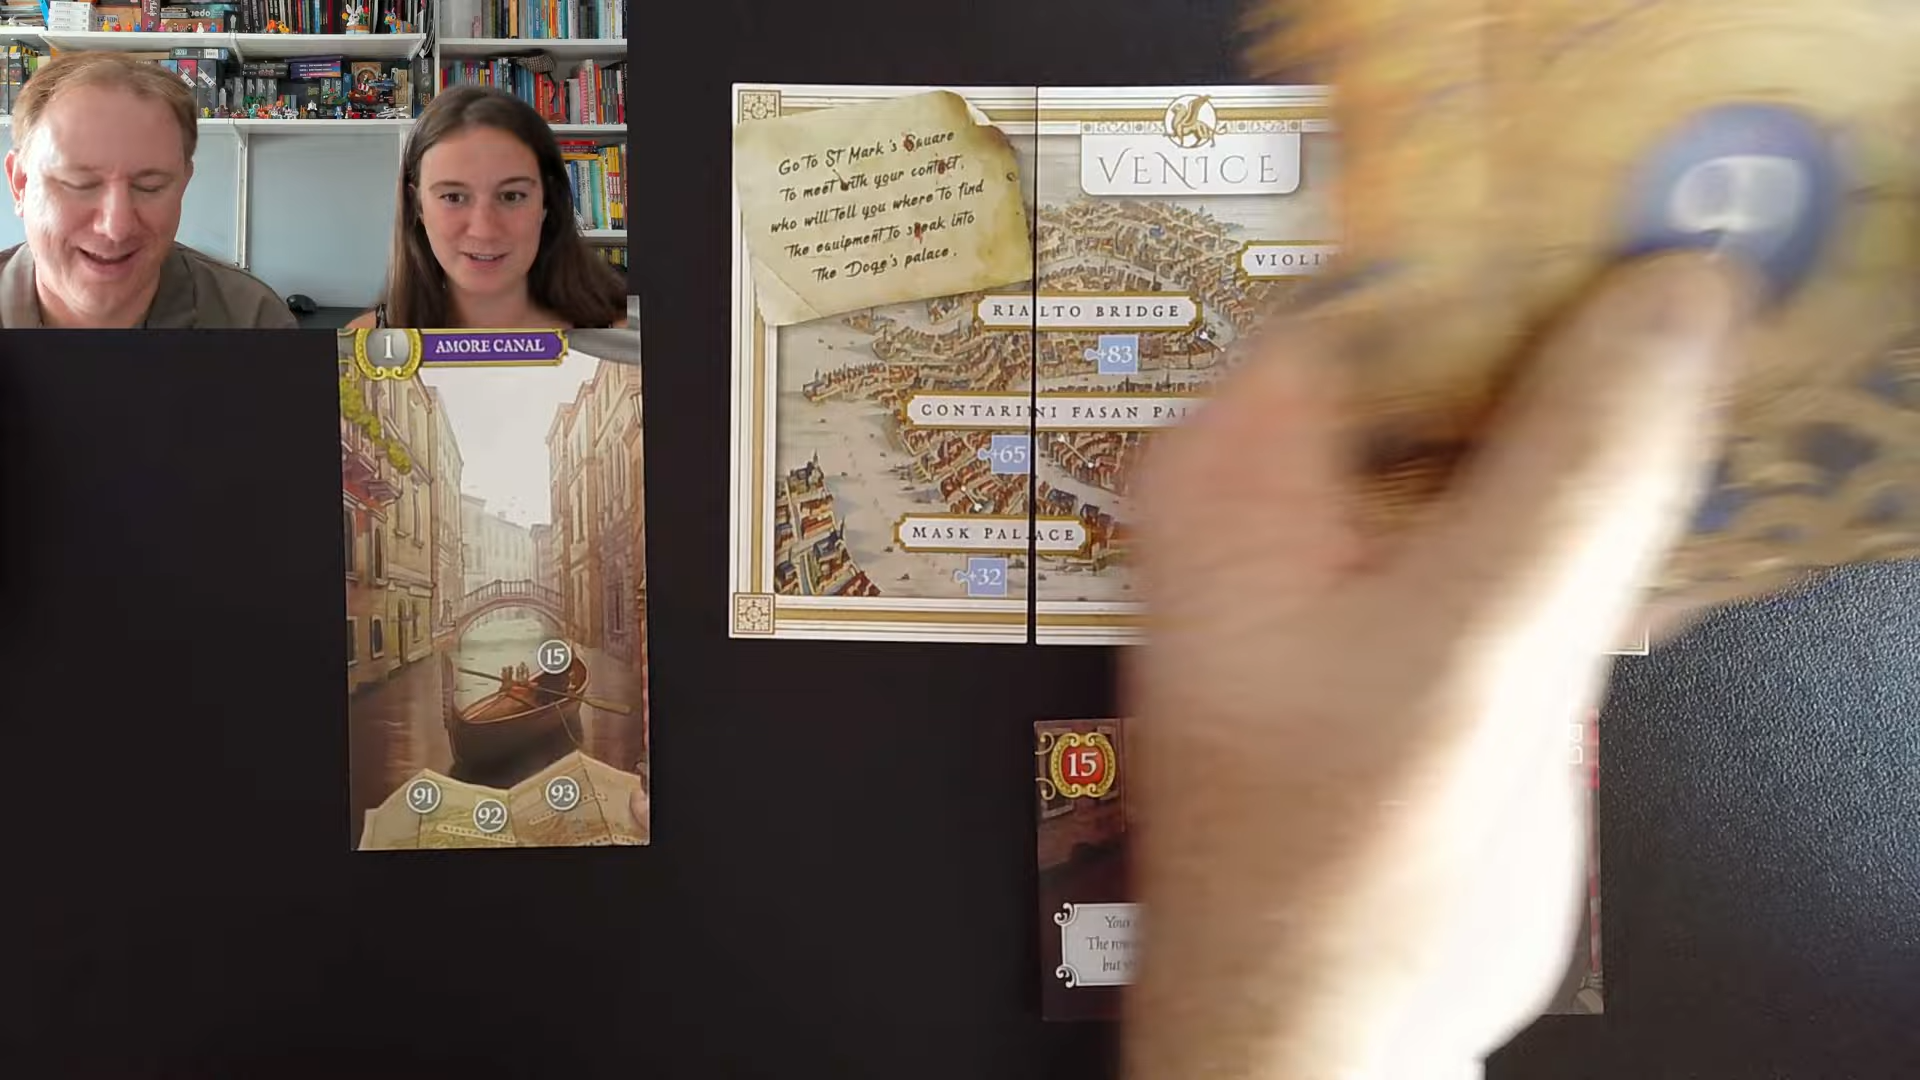 Go To ST Mark's Square
To meet with your contact,
who will Tell you where To find
The equipment To sneak into
The Doge's palace.
VENICE
RIALTO BRIDGE
+83
CONTARINI FASAN
+65
MASK PALACE
+32
1
AMORE CANAL
15
91
92
93
15
The
but